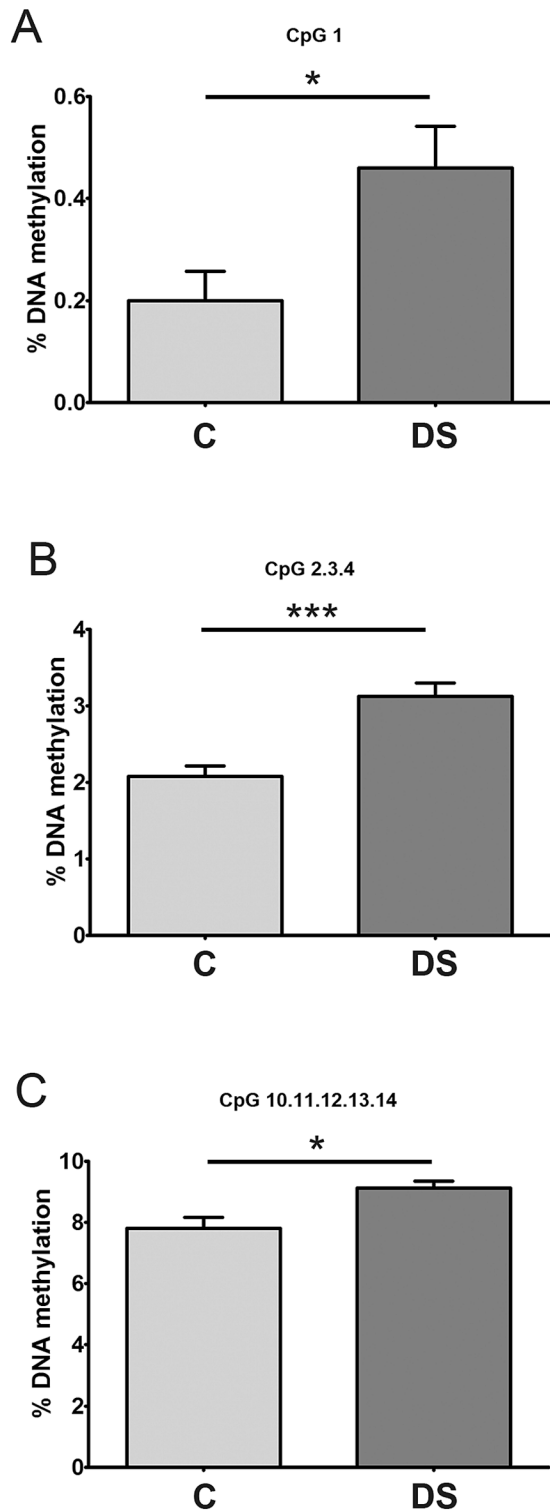 A
CpG 1
*
% DNA methylation
0.6
0.4
0.2
0.0
C
DS
B
CpG 2.3.4
***
% DNA methylation
4
3
2
1
0
C
DS
C
CpG 10.11.12.13.14
*
% DNA methylation
10
8
6
4
2
0
C
DS